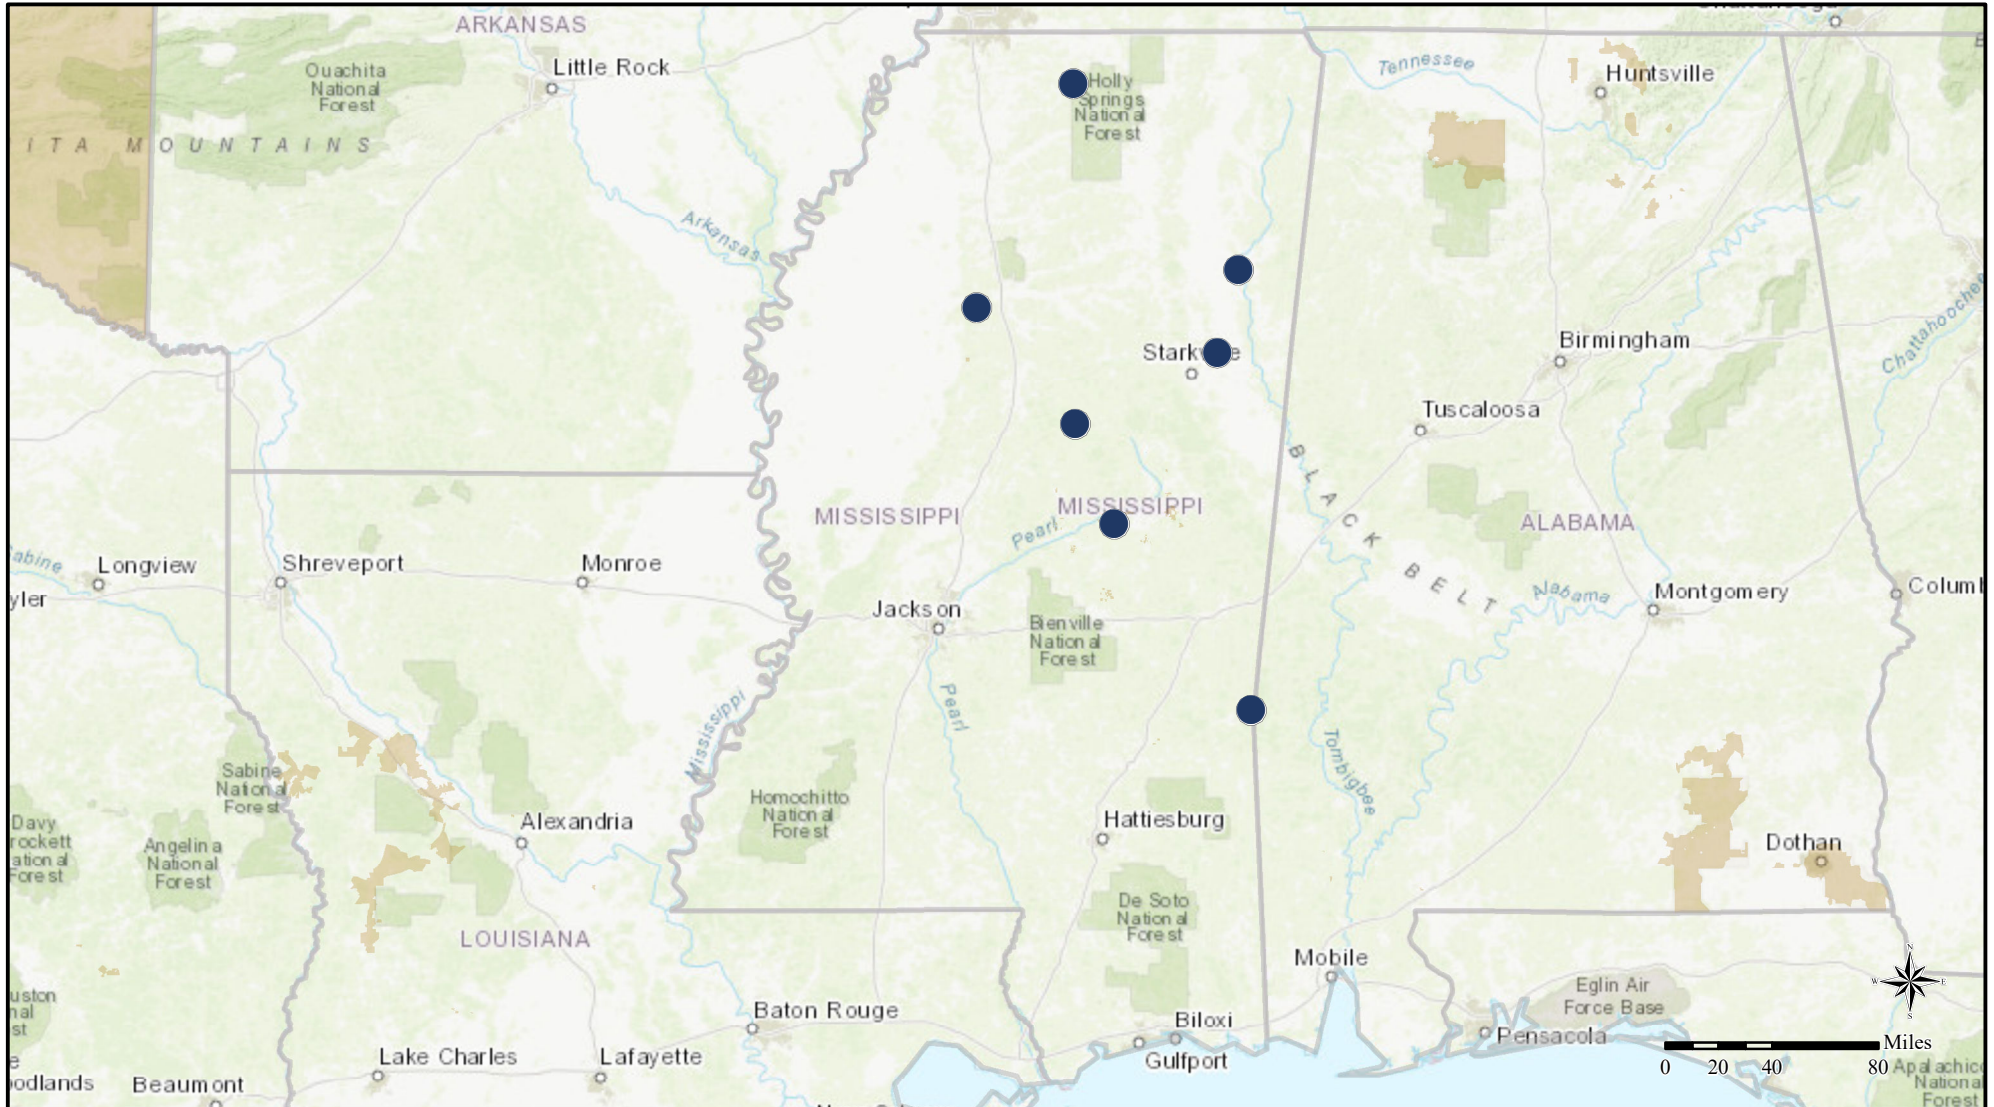 ARKANSAS
Little Rock
Ouachita
National
Forest
ITA MOUNTAINS
Arkansas
Holly
Springs
National
Forest
Tennessee
Huntsville
Birmingham
Tuscaloosa
Chattahoochee
BLACK BELT
MISSISSIPPI
MISSISSIPPI
Pearl
ALABAMA
Alabama
Montgomery
Longview
Shreveport
Monroe
Jackson
Bienville
National
Forest
Mississippi
Pearl
Tombigbee
Sabine
National
Forest
Homochitto
National
Forest
Hattiesburg
Alexandria
Angelina
National
Forest
Davy
rockett
ational
Forest
Dothan
De Soto
National
Forest
LOUISIANA
Mobile
Eglin Air
Force Base
N
W
E
S
Baton Rouge
Biloxi
Gulfport
Pensacola
Miles
0 20 40 80
Lake Charles
Lafayette
Beaumont
odlands
Apalachico
National
Forest